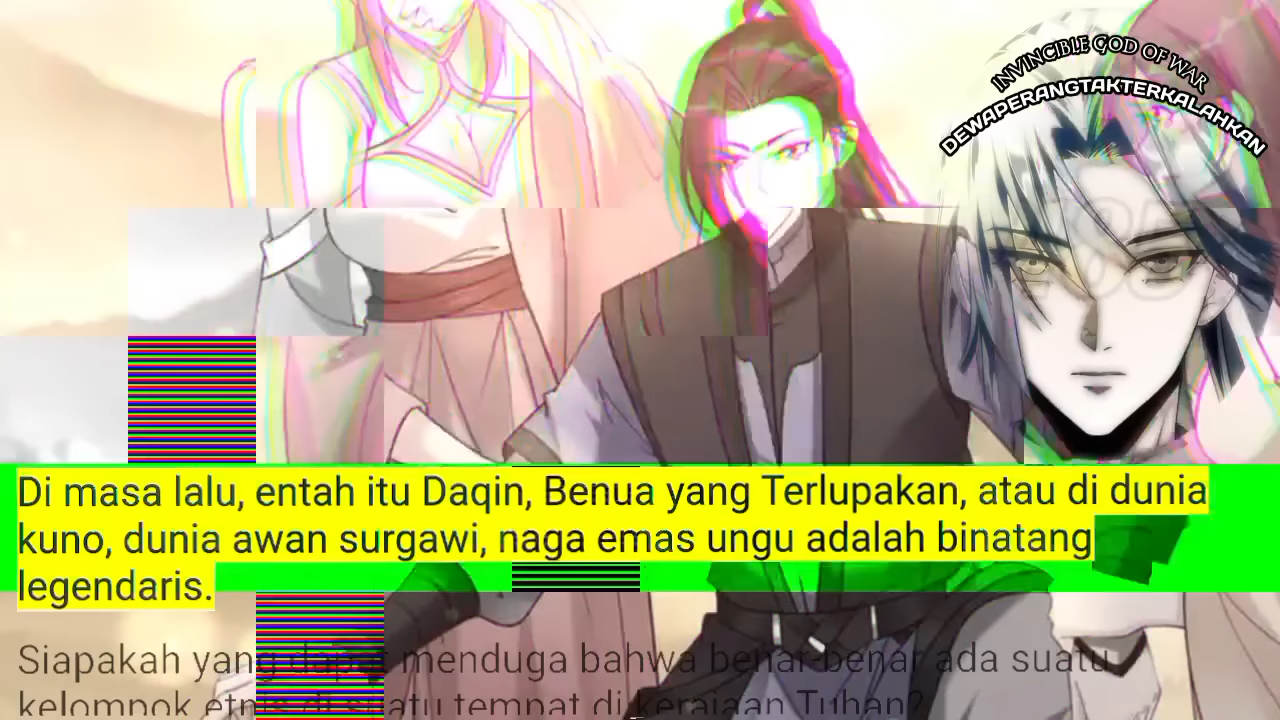 INVINCIBLE GOD OF WAR
DEWAPERANGTAKTERKALAHKAN
Di masa lalu, entah itu Daqin, Benua yang Terlupakan, atau di dunia
kuno, dunia awan surgawi, naga emas ungu adalah binatang
legendaris.
Siapakah yang dapat menduga bahwa benar-benar ada suatu
kelompok etnis di suatu tempat di kerajaan Tuhan?